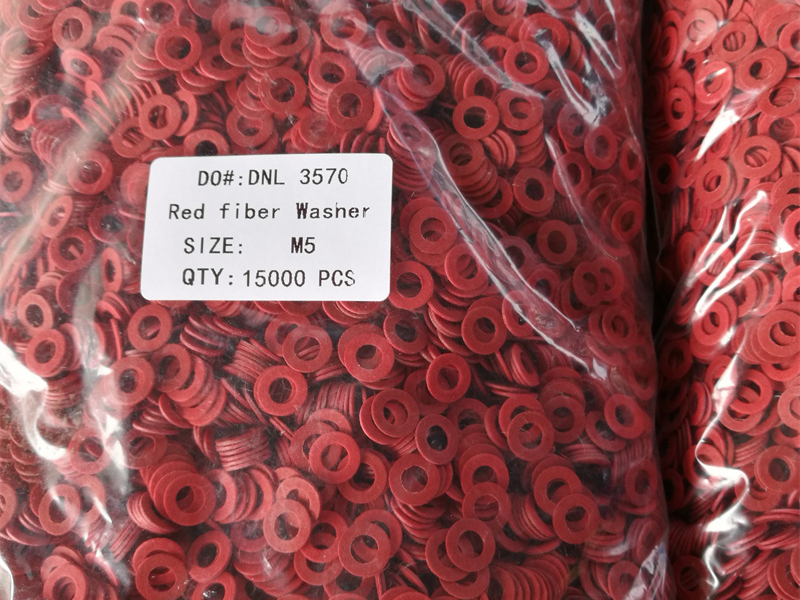 DO#:DNL 3570
Red fiber Washer
SIZE: M5
QTY:15000 PCS